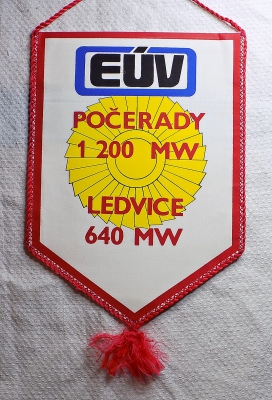 EÚV
POČERADY
1 200 MW
LEDVICE
640 MW